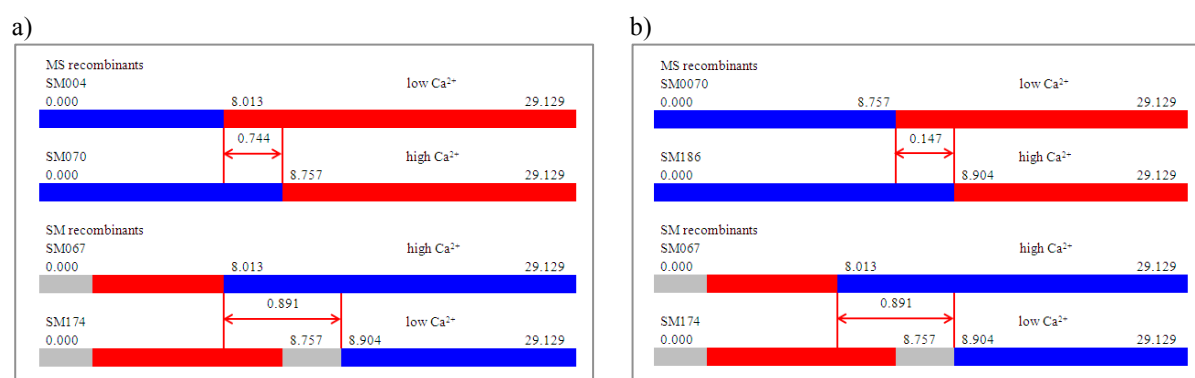 a)
MS recombinants
SM004 low Ca²⁺
0.000 8.013 29.129
0.744
SM070 high Ca²⁺
0.000 8.757 29.129
SM recombinants
SM067 high Ca²⁺
0.000 8.013 29.129
0.891
SM174 low Ca²⁺
0.000 8.757 8.904 29.129
b)
MS recombinants
SM0070 low Ca²⁺
0.000 8.757 29.129
0.147
SM186 high Ca²⁺
0.000 8.904 29.129
SM recombinants
SM067 high Ca²⁺
0.000 8.013 29.129
0.891
SM174 low Ca²⁺
0.000 8.757 8.904 29.129